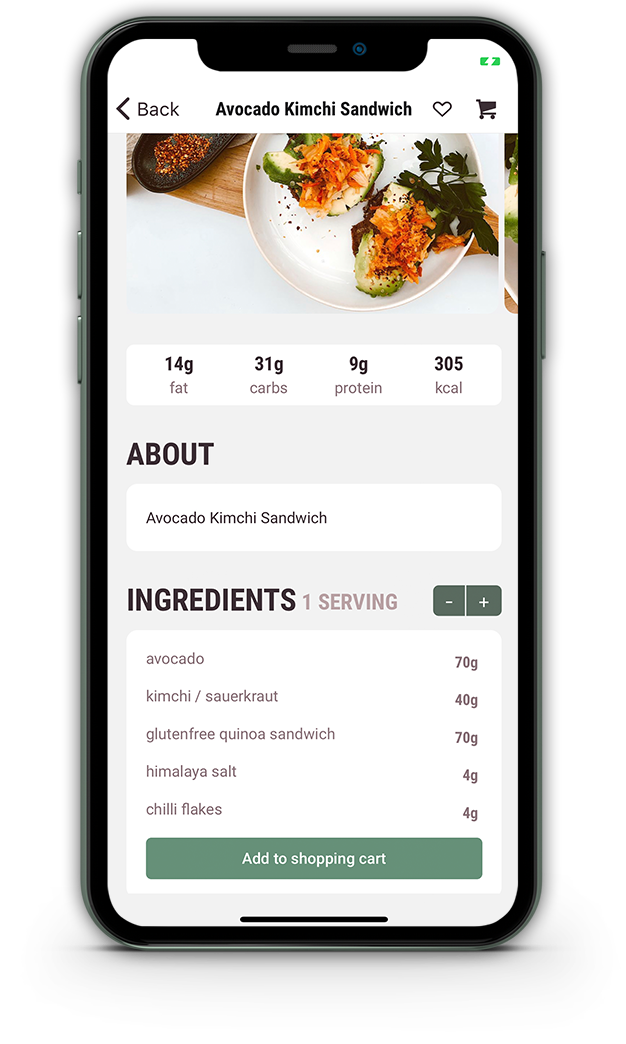 Back Avocado Kimchi Sandwich
14g 31g 9g 305
fat carbs protein kcal
ABOUT
Avocado Kimchi Sandwich
INGREDIENTS 1 SERVING - +
avocado 70g
kimchi / sauerkraut 40g
glutenfree quinoa sandwich 70g
himalaya salt 4g
chilli flakes 4g
Add to shopping cart